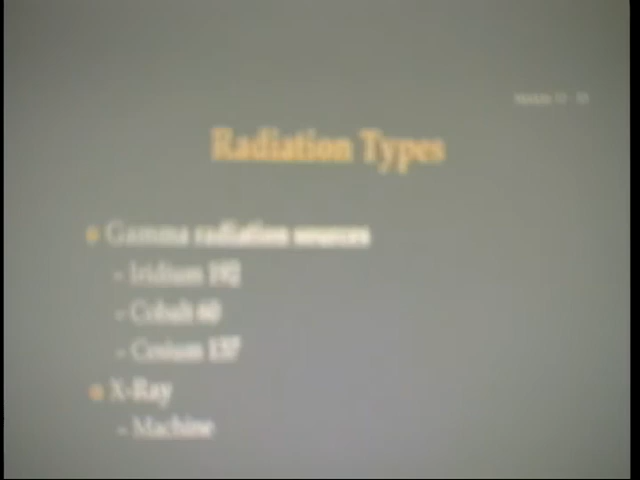 Radiation Types
Gamma radiation sources
- Iridium 192
- Cobalt 60
- Cesium 137
X-Ray
- Machine